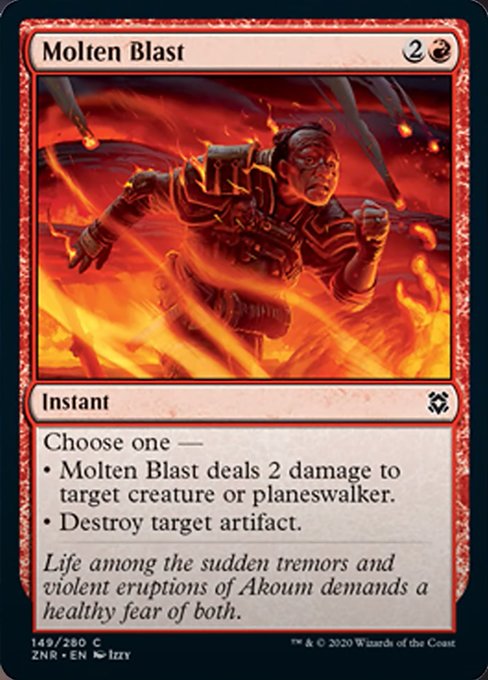 Molten Blast 2
Instant
Choose one —
• Molten Blast deals 2 damage to
target creature or planeswalker.
• Destroy target artifact.
Life among the sudden tremors and
violent eruptions of Akoum demands a
healthy fear of both.
149/280 C ™ & © 2020 Wizards of the Coast
ZNR • EN Izzy